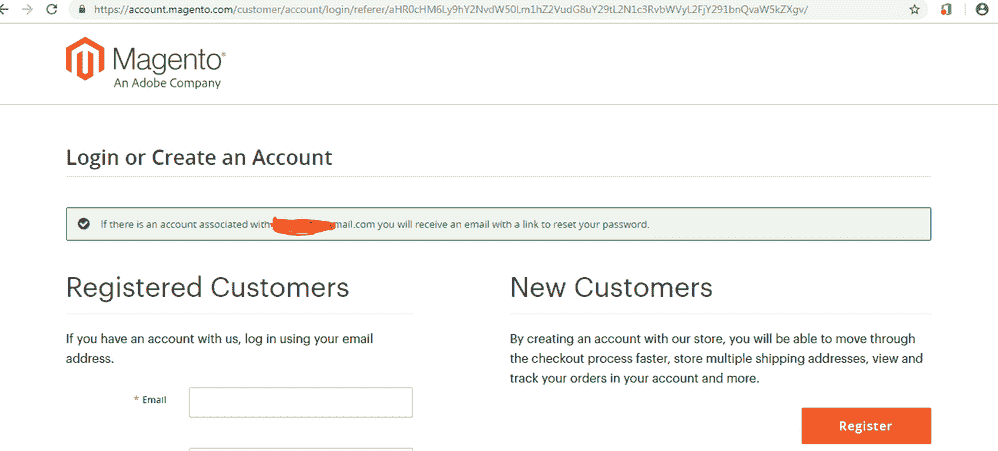 https://account.magento.com/customer/account/login/referer/
Magento®
An Adobe Company
Login or Create an Account
If there is an account associated with mail.com you will receive an email with a link to reset your password.
Registered Customers
If you have an account with us, log in using your email
address.
* Email
New Customers
By creating an account with our store, you will be able to move through
the checkout process faster, store multiple shipping addresses, view and
track your orders in your account and more.
Register